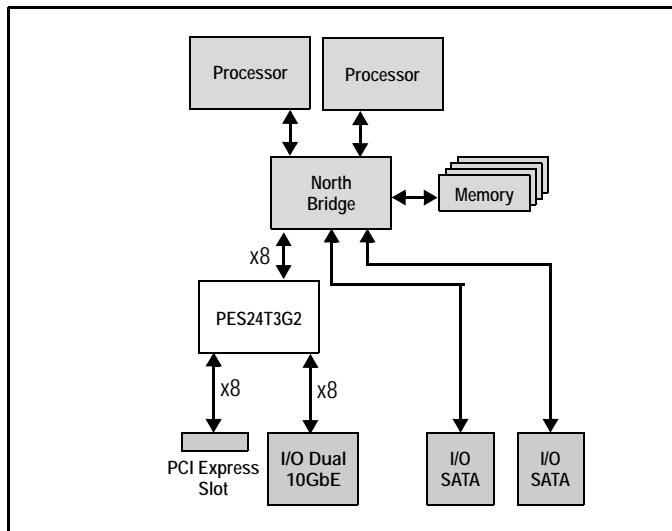 Processor
Processor
North
Bridge
Memory
x8
PES24T3G2
x8
x8
PCI Express
Slot
I/O Dual
10GbE
I/O
SATA
I/O
SATA